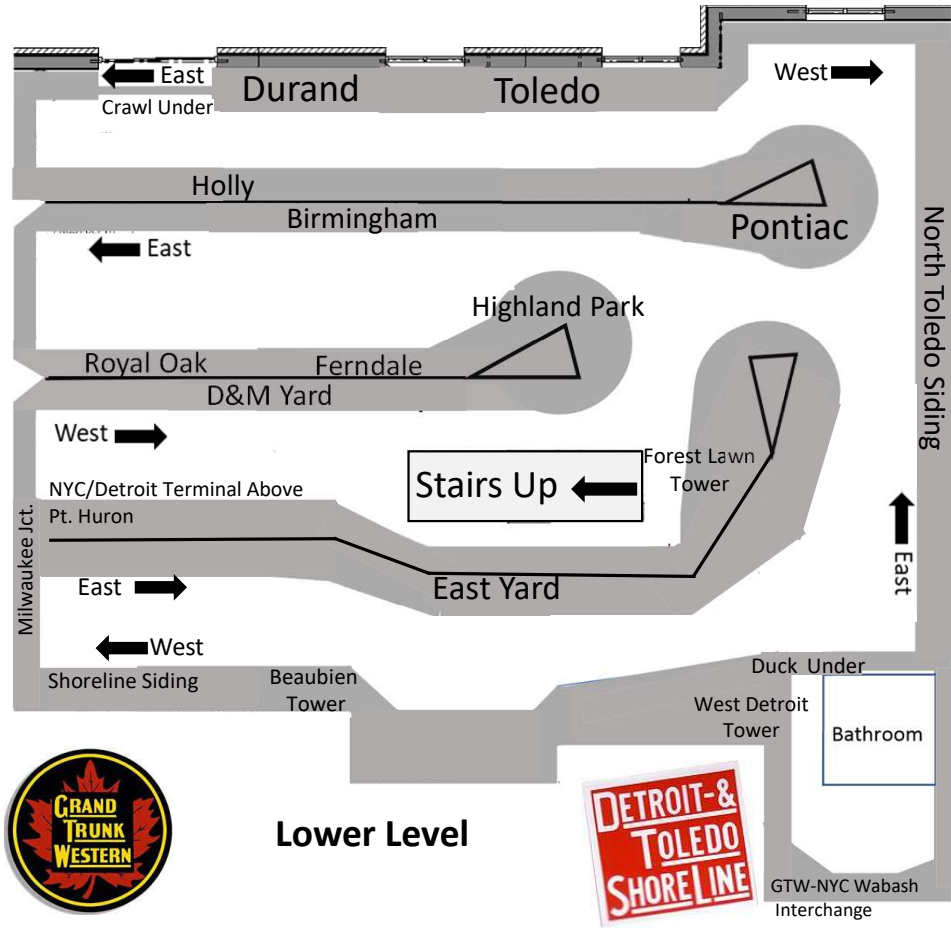 East
West
Crawl Under
Durand
Toledo
Holly
Birmingham
Pontiac
East
North Toledo Siding
Highland Park
Royal Oak
Ferndale
D&M Yard
West
Stairs Up
Forest Lawn
Tower
NYC/Detroit Terminal Above
Pt. Huron
Milwaukee Jct.
East
East Yard
East
West
Shoreline Siding
Beaubien
Tower
Duck Under
West Detroit
Tower
Bathroom
GRAND
TRUNK
WESTERN
Lower Level
DETROIT-&
TOLEDO
SHORE LINE
GTW-NYC Wabash
Interchange